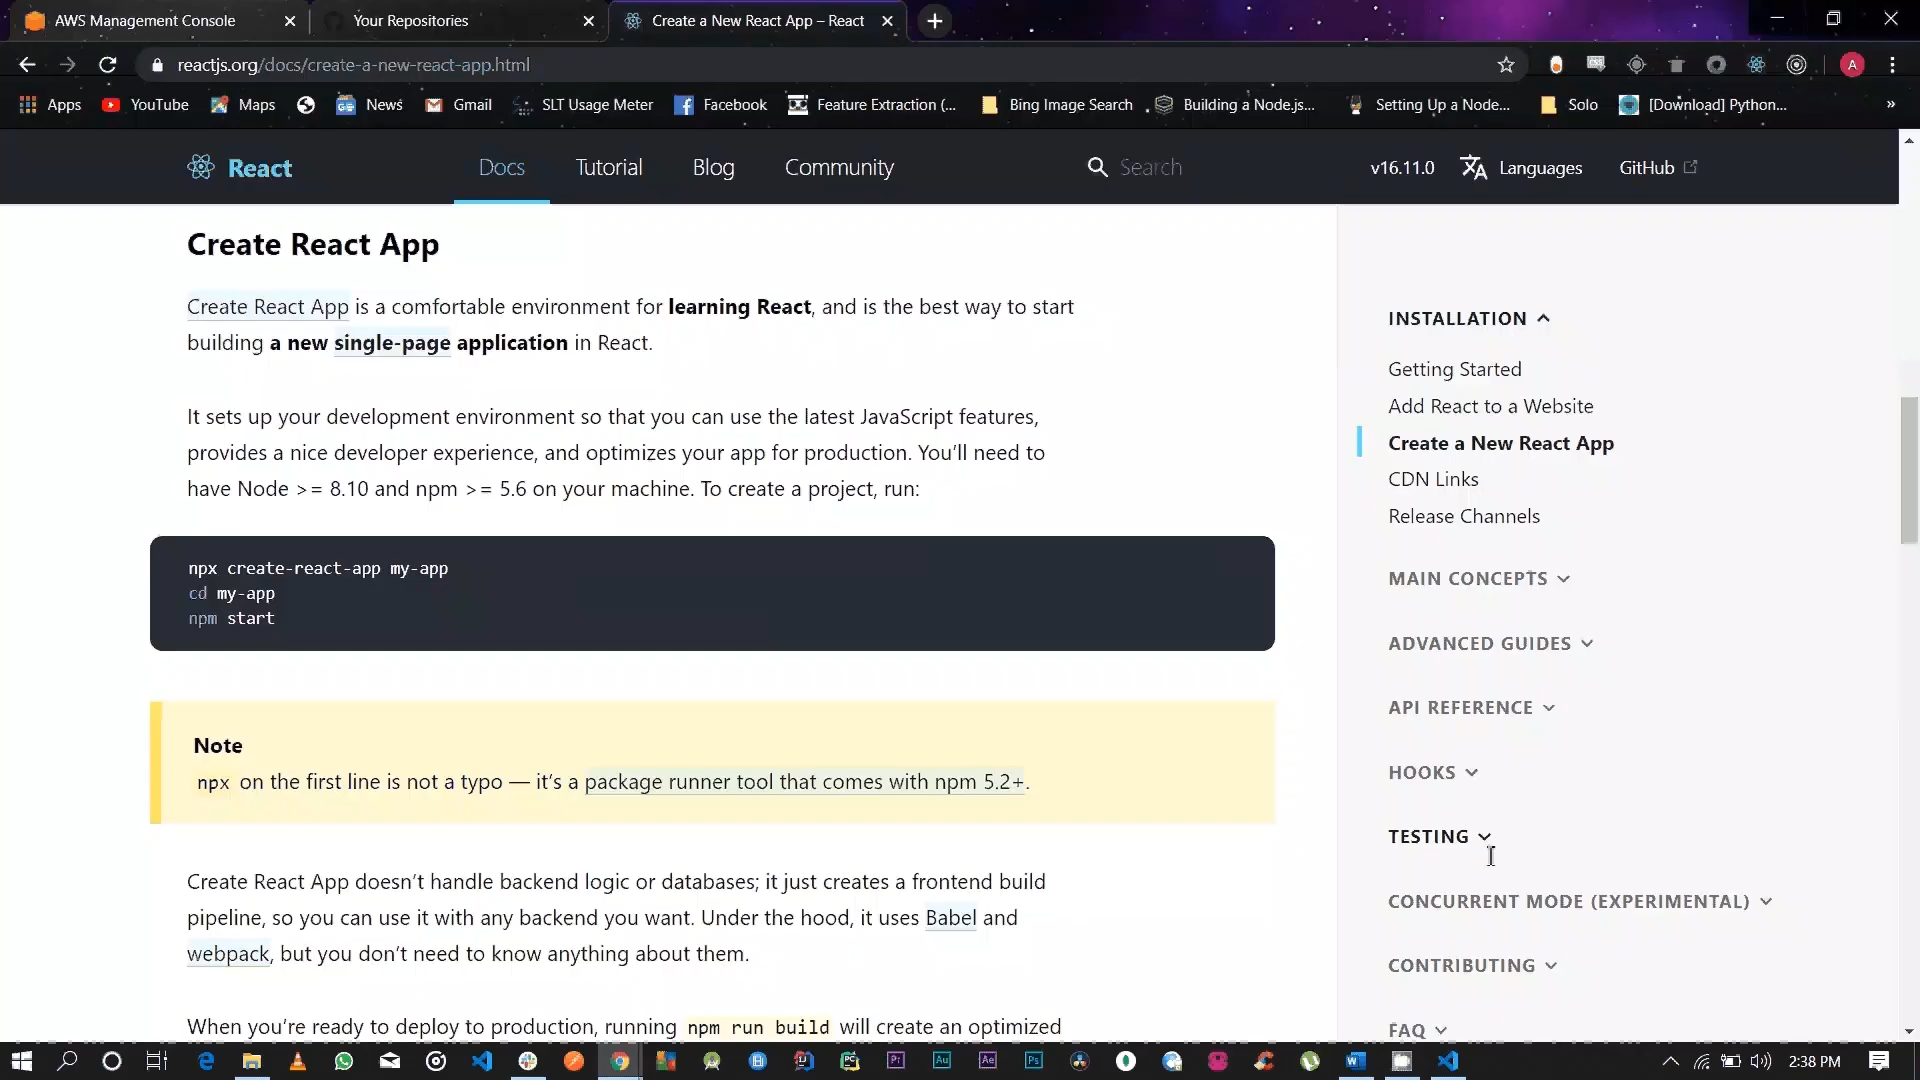 AWS Management Console
Your Repositories
Create a New React App – React
reactjs.org/docs/create-a-new-react-app.html
A
Apps
YouTube
Maps
News
Gmail
SLT Usage Meter
Facebook
Feature Extraction (...
Bing Image Search
Building a Node.js...
Setting Up a Node...
Solo
[Download] Python...
»
React
Docs
Tutorial
Blog
Community
Search
v16.11.0
Languages
GitHub
Create React App
Create React App is a comfortable environment for learning React, and is the best way to start
building a new single-page application in React.
It sets up your development environment so that you can use the latest JavaScript features,
provides a nice developer experience, and optimizes your app for production. You’ll need to
have Node >= 8.10 and npm >= 5.6 on your machine. To create a project, run:
npx create-react-app my-app
cd my-app
npm start
Note
npx on the first line is not a typo — it’s a package runner tool that comes with npm 5.2+.
Create React App doesn’t handle backend logic or databases; it just creates a frontend build
pipeline, so you can use it with any backend you want. Under the hood, it uses Babel and
webpack, but you don’t need to know anything about them.
When you’re ready to deploy to production, running npm run build will create an optimized
INSTALLATION
Getting Started
Add React to a Website
Create a New React App
CDN Links
Release Channels
MAIN CONCEPTS
ADVANCED GUIDES
API REFERENCE
HOOKS
TESTING
CONCURRENT MODE (EXPERIMENTAL)
CONTRIBUTING
FAQ
Pr
Au
Ae
Ps
2:38 PM